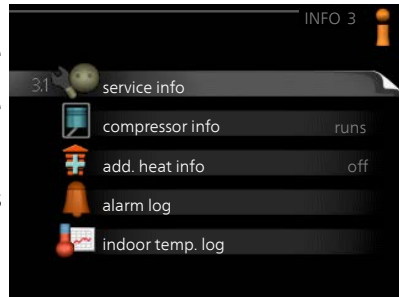 INFO 3
3.1 service info
compressor info runs
add. heat info off
alarm log
indoor temp. log